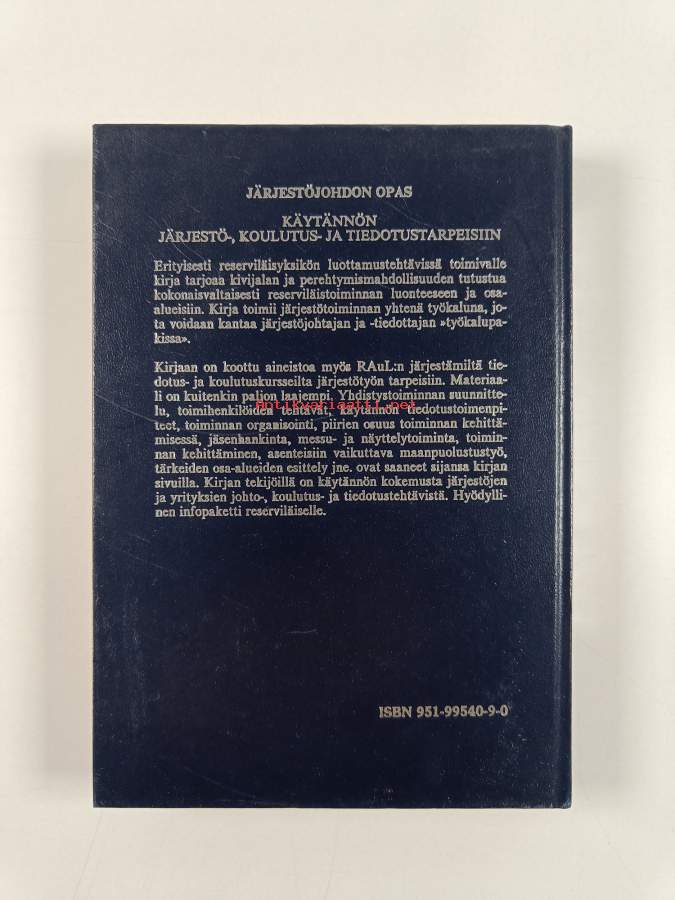 JÄRJESTÖJOHDON OPAS
KÄYTÄNNÖN
JÄRJESTÖ-, KOULUTUS- JA TIEDOTUSTARPEISIIN
Erityisesti reserviläisyksikön luottamustehtävissä toimivalle
kirja tarjoaa kivijalan ja perehtymismahdollisuuden tutustua
kokonaisvaltaisesti reserviläistoiminnan luonteeseen ja osa-
alueisiin. Kirja toimii järjestötoiminnan yhtenä työkaluna, jo-
ta voidaan kantaa järjestöjohtajan ja -tiedottajan »työkalupa-
kissa».
Kirjaan on koottu aineistoa myös RAuL:n järjestämiltä tie-
dotus- ja koulutuskursseilta järjestötyön tarpeisiin. Materiaa-
li on kuitenkin paljon laajempi. Yhdistystoiminnan suunnitte-
antikvariaatti.net
lu, toimihenkilöiden tehtävät, käytännön tiedotustoimenpi-
teet, toiminnan organisointi, piirien osuus toiminnan kehittä-
misessä, jäsenhankinta, messu- ja näyttelytoiminta, toimin-
nan kehittäminen, asenteisiin vaikuttava maanpuolustustyö,
tärkeiden osa-alueiden esittely jne. ovat saaneet sijansa kirjan
sivuilla. Kirjan tekijöillä on käytännön kokemusta järjestöjen
ja yrityksien johto-, koulutus- ja tiedotustehtävistä. Hyödylli-
nen infopaketti reserviläiselle.
ISBN 951-99540-9-0